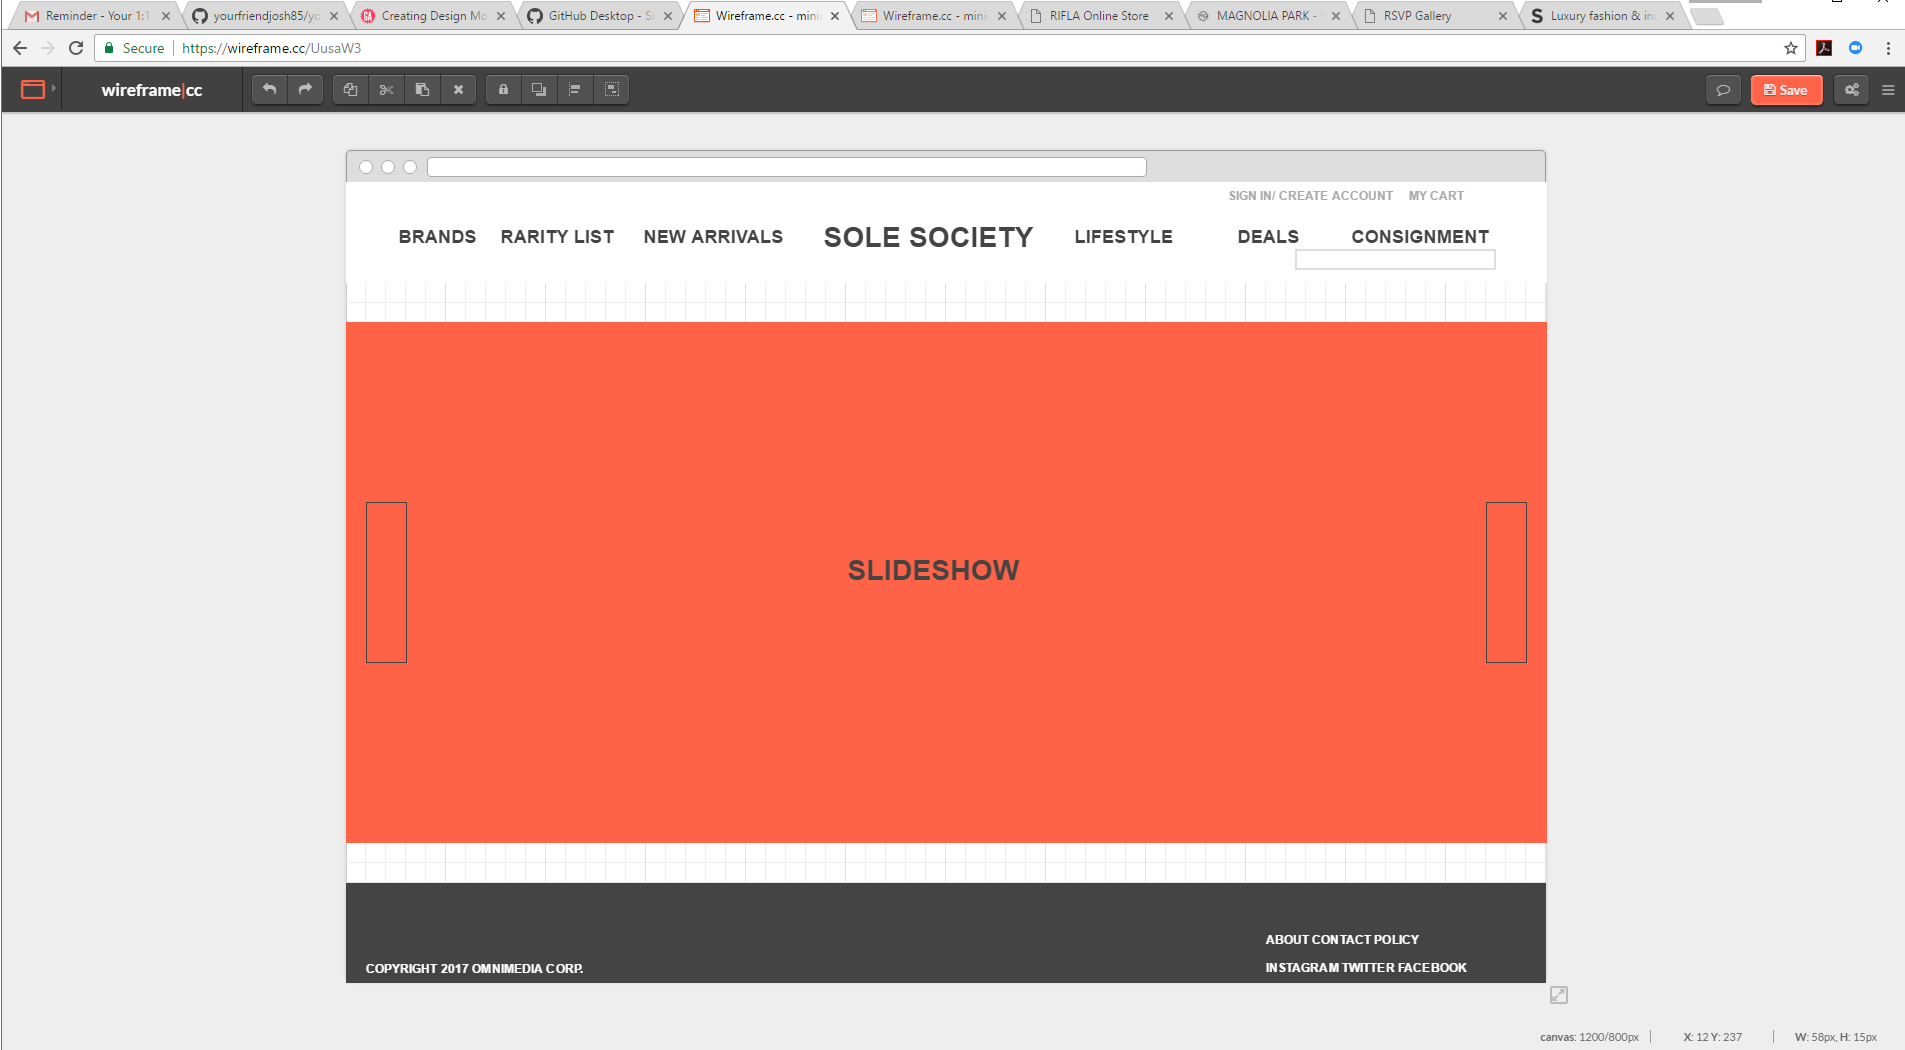 Reminder - Your 1:1
yourfriendjosh85/yo
Creating Design Mo
GitHub Desktop - Si
Wireframe.cc - mini
Wireframe.cc - mini
RIFLA Online Store
MAGNOLIA PARK -
RSVP Gallery
Luxury fashion & in
Secure
https://wireframe.cc/UusaW3
wireframe|cc
Save
SIGN IN/ CREATE ACCOUNT MY CART
BRANDS RARITY LIST NEW ARRIVALS SOLE SOCIETY LIFESTYLE DEALS CONSIGNMENT
SLIDESHOW
ABOUT CONTACT POLICY
COPYRIGHT 2017 OMNIMEDIA CORP.
INSTAGRAM TWITTER FACEBOOK
canvas: 1200/800px
X: 12 Y: 237
W: 58px, H: 15px